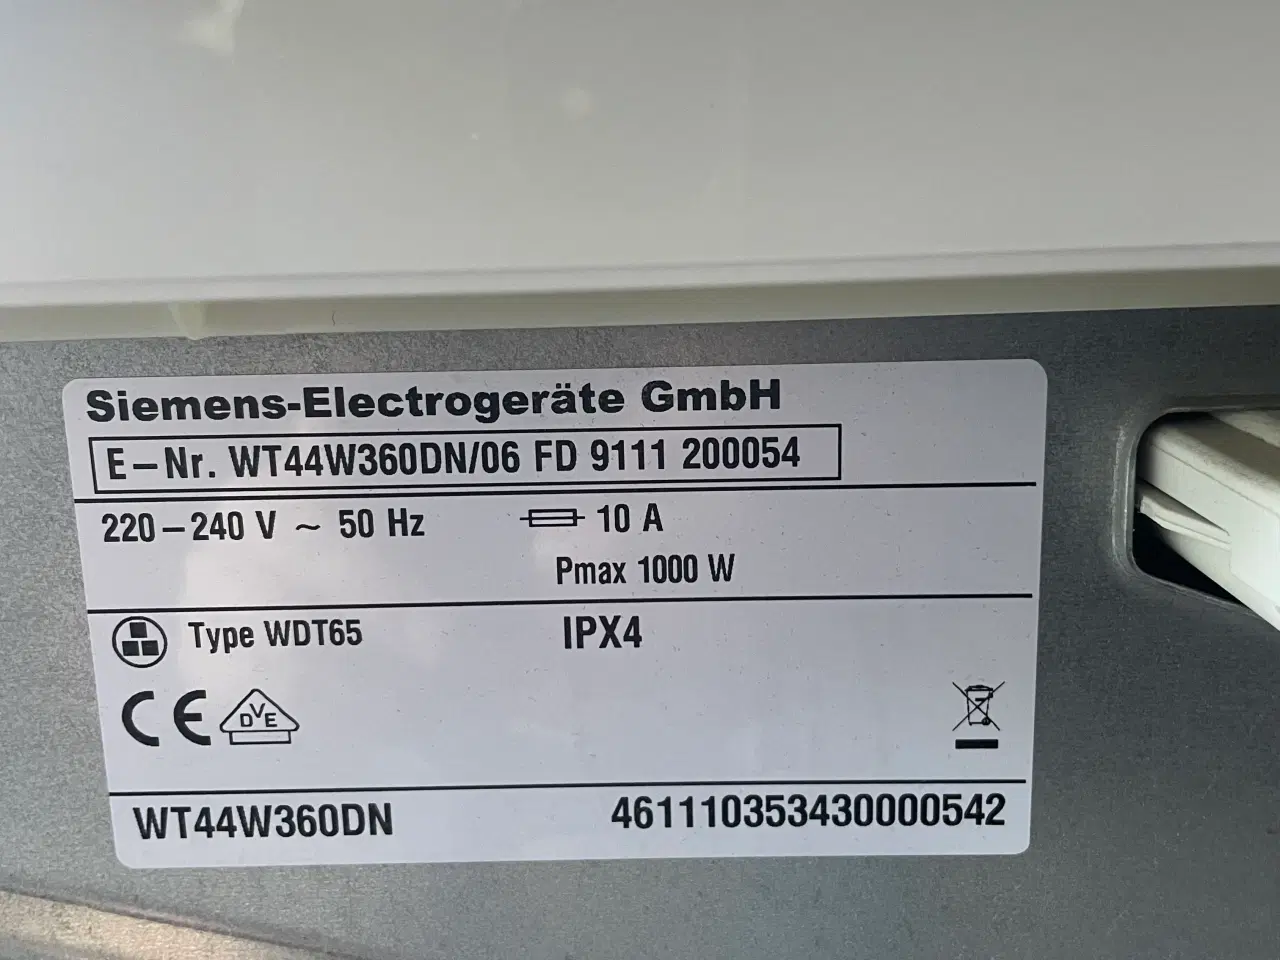 Siemens-Electrogeräte GmbH
E-Nr. WT44W360DN/06 FD 9111 200054
220-240 V ~ 50 Hz 10 A
Pmax 1000 W
Type WDT65 IPX4
CE DVE
WT44W360DN 461110353430000542